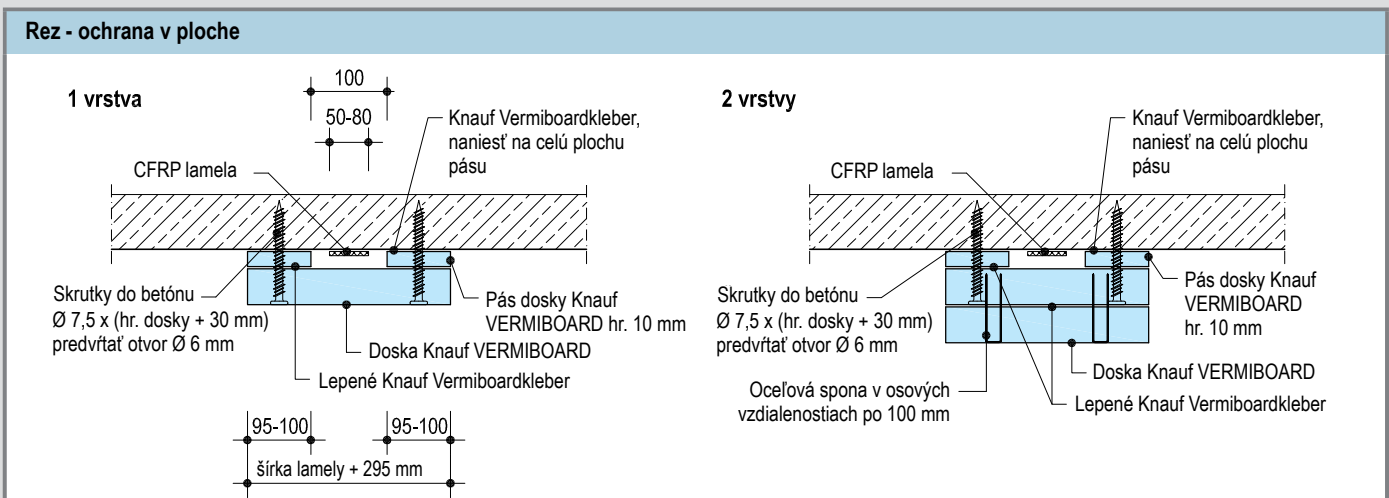 Rez - ochrana v ploche
1 vrstva
100
50-80
Knauf Vermiboardkleber,
naniesť na celú plochu
pásu
CFRP lamela
Skrutky do betónu
Ø 7,5 x (hr. dosky + 30 mm)
predvŕtať otvor Ø 6 mm
Pás dosky Knauf
VERMIBOARD hr. 10 mm
Doska Knauf VERMIBOARD
Lepené Knauf Vermiboardkleber
95-100
95-100
šírka lamely + 295 mm
2 vrstvy
Knauf Vermiboardkleber,
naniesť na celú plochu
pásu
CFRP lamela
Skrutky do betónu
Ø 7,5 x (hr. dosky + 30 mm)
predvŕtať otvor Ø 6 mm
Pás dosky Knauf
VERMIBOARD
hr. 10 mm
Doska Knauf VERMIBOARD
Oceľová spona v osových
vzdialenostiach po 100 mm
Lepené Knauf Vermiboardkleber